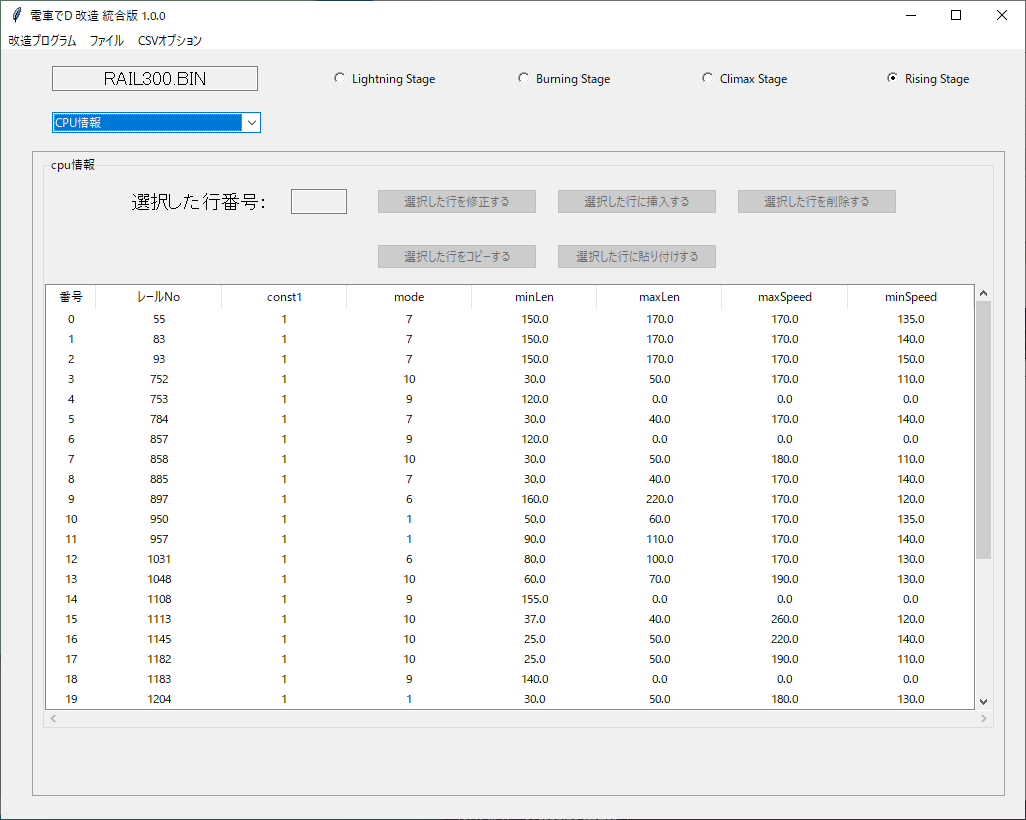 電車でD 改造 統合版 1.0.0
改造プログラム ファイル CSVオプション
RAIL300.BIN Lightning Stage Burning Stage Climax Stage Rising Stage
CPU情報
cpu情報
選択した行番号: 選択した行を修正する 選択した行に挿入する 選択した行を削除する
選択した行をコピーする 選択した行に貼り付けする
番号 レールNo const1 mode minLen maxLen maxSpeed minSpeed
0 55 1 7 150.0 170.0 170.0 135.0
1 83 1 7 150.0 170.0 170.0 140.0
2 93 1 7 150.0 170.0 170.0 150.0
3 752 1 10 30.0 50.0 170.0 110.0
4 753 1 9 120.0 0.0 0.0 0.0
5 784 1 7 30.0 40.0 170.0 140.0
6 857 1 9 120.0 0.0 0.0 0.0
7 858 1 10 30.0 50.0 180.0 110.0
8 885 1 7 30.0 40.0 170.0 140.0
9 897 1 6 160.0 220.0 170.0 120.0
10 950 1 1 50.0 60.0 170.0 135.0
11 957 1 1 90.0 110.0 170.0 140.0
12 1031 1 6 80.0 100.0 170.0 130.0
13 1048 1 10 60.0 70.0 190.0 130.0
14 1108 1 9 155.0 0.0 0.0 0.0
15 1113 1 10 37.0 40.0 260.0 120.0
16 1145 1 10 25.0 50.0 220.0 140.0
17 1182 1 10 25.0 50.0 190.0 110.0
18 1183 1 9 140.0 0.0 0.0 0.0
19 1204 1 1 30.0 50.0 180.0 130.0